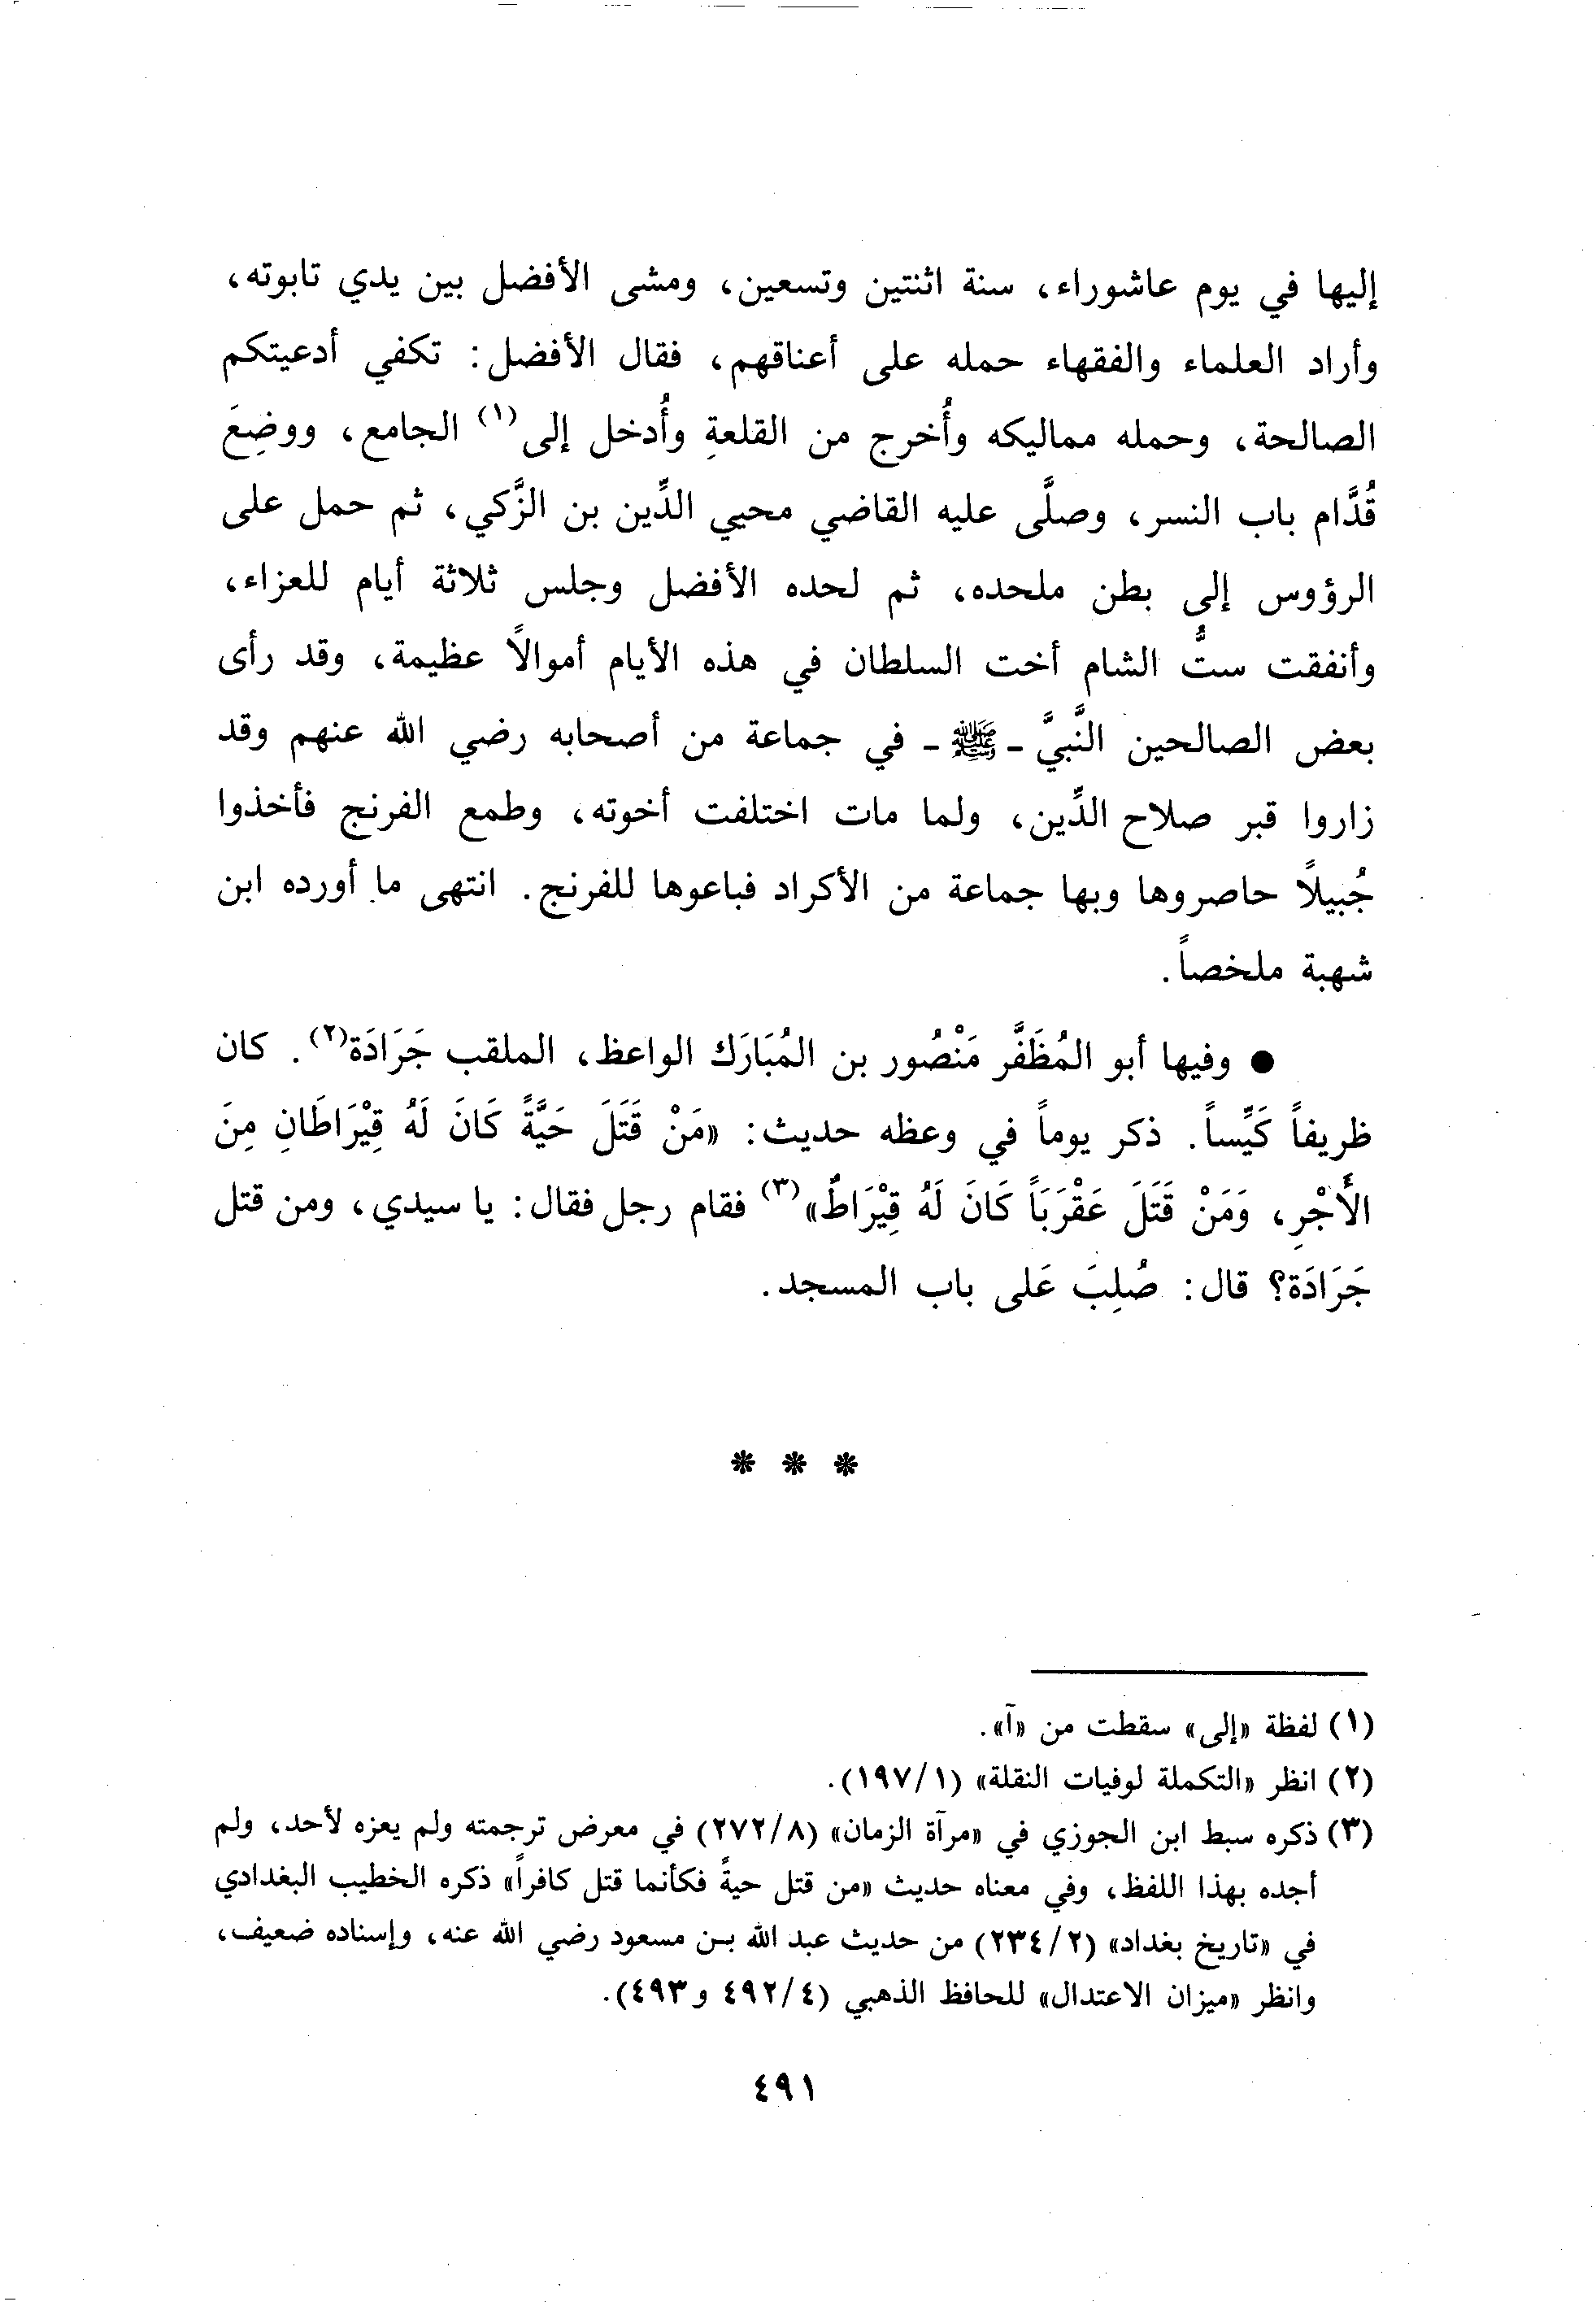 إليها في يوم عاشوراء، سنة اثنتين وتسعين، ومشى الأفضل بين يدي تابوته،
وأراد العلماء والفقهاء حمله على أعناقهم، فقال الأفضل: تكفي أدعيتكم
الصالحة، وحمله مماليكه وأُخرج من القلعةِ وأُدخل إلى(١) الجامع، ووضِعَ
قُدَّام باب النسر، وصلَّى عليه القاضي محيي الدِّين بن الزَّكي، ثم حمل على
الرؤوس إلى بطن ملحده، ثم لحده الأفضل وجلس ثلاثة أيام للعزاء،
وأنفقت ستُّ الشام أخت السلطان في هذه الأيام أموالاً عظيمة، وقد رأى
بعض الصالحين النَّبيَّ - ﷺ - في جماعة من أصحابه رضي الله عنهم وقد
زاروا قبر صلاح الدِّين، ولما مات اختلفت أخوته، وطمع الفرنج فأخذوا
جُبيلاً حاصروها وبها جماعة من الأكراد فباعوها للفرنج. انتهى ما أورده ابن
شهبة ملخصاً.
● وفيها أبو المُظَفَّر مَنْصُور بن المُبَارَك الواعظ، الملقب جَرَادَة(٢). كان
ظريفاً كَيِّساً. ذكر يوماً في وعظه حديث: «مَنْ قَتَلَ حَيَّةً كَانَ لَهُ قِيْرَاطَانِ مِنَ
الأَجْرِ، وَمَنْ قَتَلَ عَقْرَبَاً كَانَ لَهُ قِيْرَاطٌ»(٣) فقام رجل فقال: يا سيدي، ومن قتل
جَرَادَة؟ قال: صُلِبَ عَلى باب المسجد.
* * *
(١) لفظة «إلى» سقطت من «آ».
(٢) انظر «التكملة لوفيات النقلة» (١/١٩٧).
(٣) ذكره سبط ابن الجوزي في «مرآة الزمان» (٨/٢٧٢) في معرض ترجمته ولم يعزه لأحد، ولم
أجده بهذا اللفظ، وفي معناه حديث «من قتل حيةً فكأنما قتل كافراً» ذكره الخطيب البغدادي
في «تاريخ بغداد» (٢/٢٣٤) من حديث عبد الله بن مسعود رضي الله عنه، وإسناده ضعيف،
وانظر «ميزان الاعتدال» للحافظ الذهبي (٤/٤٩٢ و ٤٩٣).
٤٩١